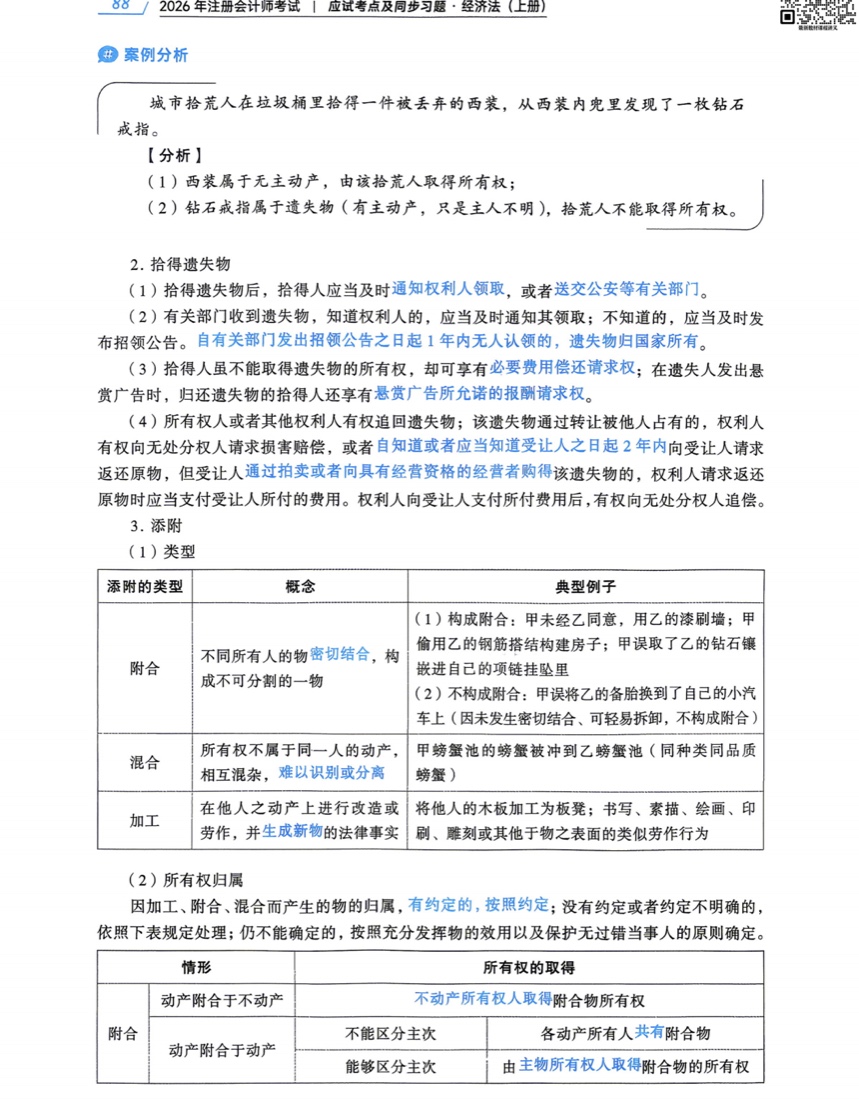 88 2026年注册会计师考试 | 应试考点及同步习题·经济法（上册）
# 案例分析
城市拾荒人在垃圾桶里拾得一件被丢弃的西装，从西装内兜里发现了一枚钻石
戒指。
【分析】
（1）西装属于无主动产，由该拾荒人取得所有权；
（2）钻石戒指属于遗失物（有主动产，只是主人不明），拾荒人不能取得所有权。
2. 拾得遗失物
（1）拾得遗失物后，拾得人应当及时通知权利人领取，或者送交公安等有关部门。
（2）有关部门收到遗失物，知道权利人的，应当及时通知其领取；不知道的，应当及时发
布招领公告。自有关部门发出招领公告之日起1年内无人认领的，遗失物归国家所有。
（3）拾得人虽不能取得遗失物的所有权，却可享有必要费用偿还请求权；在遗失人发出悬
赏广告时，归还遗失物的拾得人还享有悬赏广告所允诺的报酬请求权。
（4）所有权人或者其他权利人有权追回遗失物；该遗失物通过转让被他人占有的，权利人
有权向无处分权人请求损害赔偿，或者自知道或者应当知道受让人之日起2年内向受让人请求
返还原物，但受让人通过拍卖或者向具有经营资格的经营者购得该遗失物的，权利人请求返还
原物时应当支付受让人所付的费用。权利人向受让人支付所付费用后，有权向无处分权人追偿。
3. 添附
（1）类型
添附的类型 概念 典型例子
附合
不同所有人的物密切结合，构
成不可分割的一物
（1）构成附合：甲未经乙同意，用乙的漆刷墙；甲
偷用乙的钢筋搭结构建房子；甲误取了乙的钻石镶
嵌进自己的项链挂坠里
（2）不构成附合：甲误将乙的备胎换到了自己的小汽
车上（因未发生密切结合、可轻易拆卸，不构成附合）
混合
所有权不属于同一人的动产，
相互混杂，难以识别或分离
甲螃蟹池的螃蟹被冲到乙螃蟹池（同种类同品质
螃蟹）
加工
在他人之动产上进行改造或
劳作，并生成新物的法律事实
将他人的木板加工为板凳；书写、素描、绘画、印
刷、雕刻或其他于物之表面的类似劳作行为
（2）所有权归属
因加工、附合、混合而产生的物的归属，有约定的，按照约定；没有约定或者约定不明确的，
依照下表规定处理；仍不能确定的，按照充分发挥物的效用以及保护无过错当事人的原则确定。
情形 所有权的取得
附合
动产附合于不动产 不动产所有权人取得附合物所有权
动产附合于动产
不能区分主次 各动产所有人共有附合物
能够区分主次 由主物所有权人取得附合物的所有权